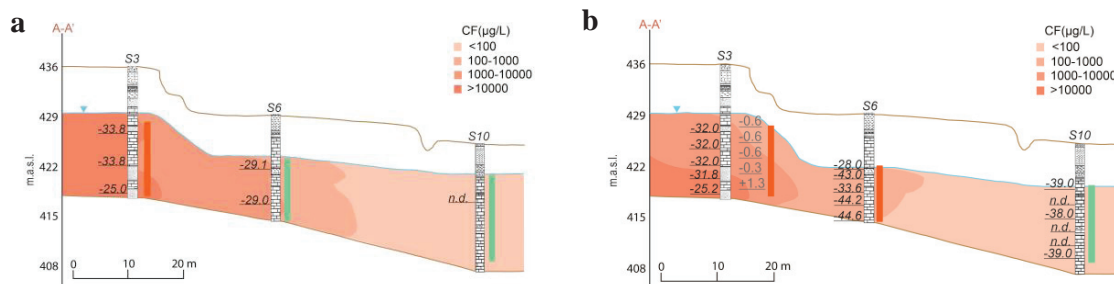 a
A-A'
CF(µg/L)
<100
100-1000
1000-10000
>10000
S3
S6
S10
436
429
422
415
408
m.a.s.l.
-33.8
-33.8
-25.0
-29.1
-29.0
n.d.
0 10 20 m
b
A-A'
CF(µg/L)
<100
100-1000
1000-10000
>10000
S3
S6
S10
436
429
422
415
408
m.a.s.l.
-32.0
-32.0
-32.0
-31.8
-25.2
-0.6
-0.6
-0.6
-0.3
±1.3
-28.0
-43.0
-33.6
-44.2
-44.6
-39.0
n.d.
-38.0
n.d.
n.d.
-39.0
0 10 20 m